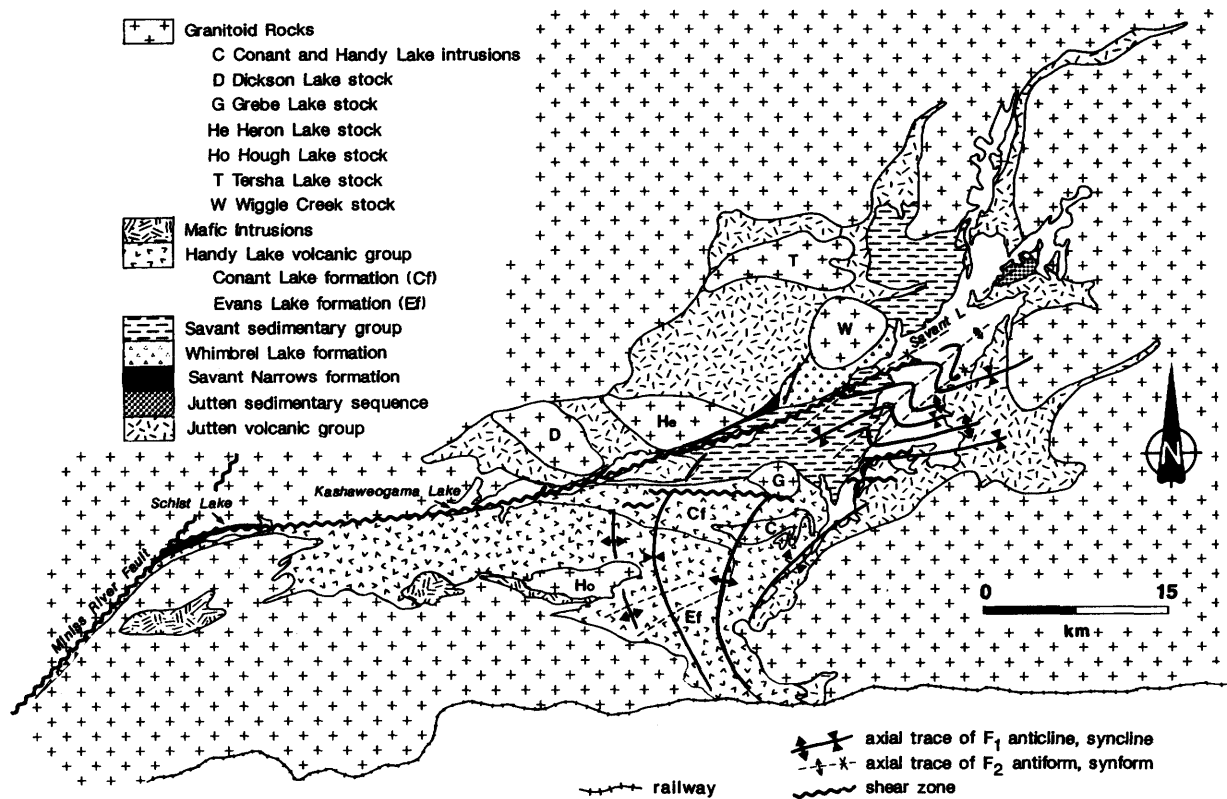 Granitoid Rocks
C Conant and Handy Lake intrusions
D Dickson Lake stock
G Grebe Lake stock
He Heron Lake stock
Ho Hough Lake stock
T Tersha Lake stock
W Wiggle Creek stock
Mafic Intrusions
Handy Lake volcanic group
Conant Lake formation (Cf)
Evans Lake formation (Ef)
Savant sedimentary group
Whimbrel Lake formation
Savant Narrows formation
Jutten sedimentary sequence
Jutten volcanic group
T
W
Savant L.
He
D
G
Kashaweogama Lake
Schist Lake
Cf
C
Ho
Ef
Miniss River Fault
N
0 15
km
axial trace of F1 anticline, syncline
axial trace of F2 antiform, synform
railway
shear zone